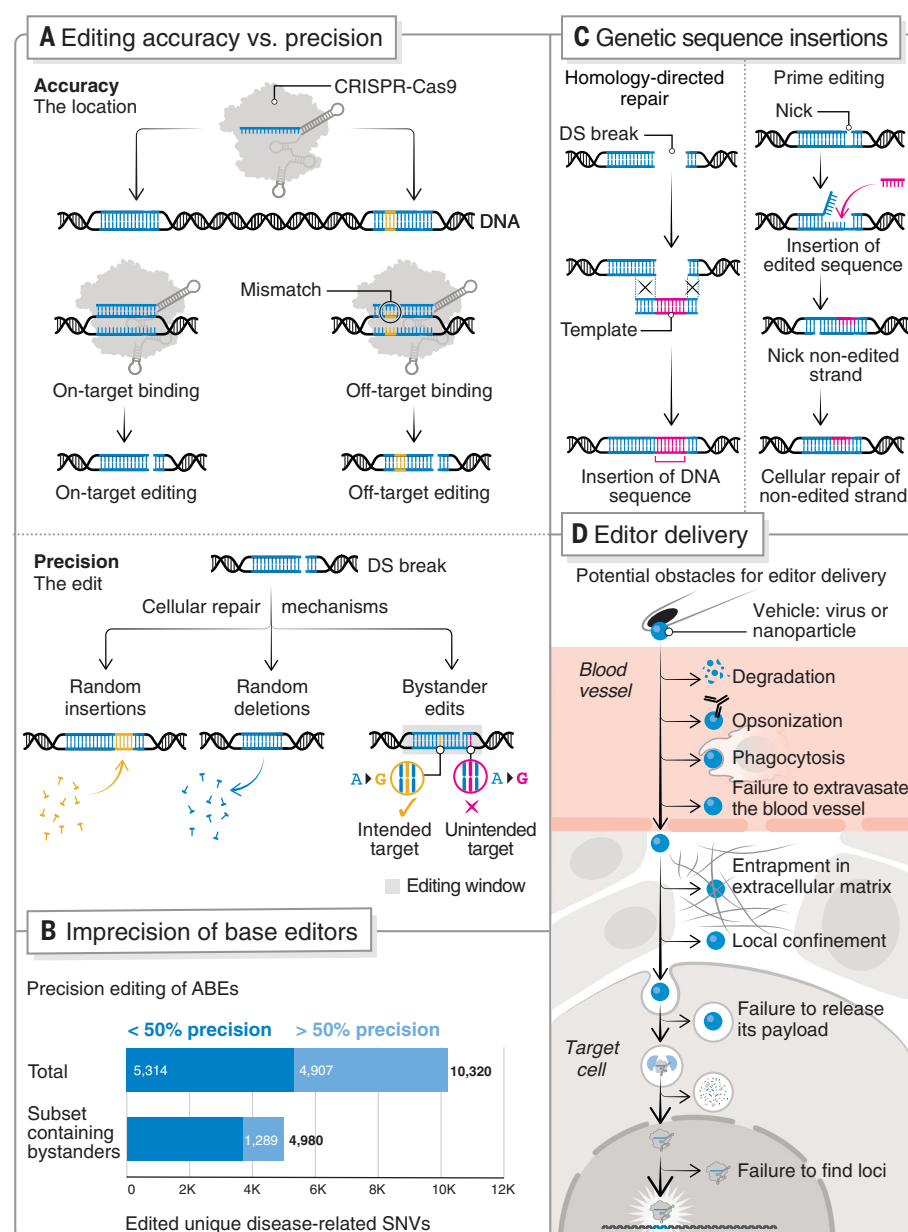 A Editing accuracy vs. precision
Accuracy
The location
CRISPR-Cas9
DNA
Mismatch
On-target binding
Off-target binding
On-target editing
Off-target editing
Precision
The edit
DS break
Cellular repair mechanisms
Random
insertions
Random
deletions
Bystander
edits
A G
A G
Intended
target
Unintended
target
Editing window
B Imprecision of base editors
Precision editing of ABEs
< 50% precision
> 50% precision
Total
5,314
4,907
10,320
Subset
containing
bystanders
1,289
4,980
0 2K 4K 6K 8K 10K 12K
Edited unique disease-related SNVs
C Genetic sequence insertions
Homology-directed
repair
DS break
Template
Insertion of DNA
sequence
Prime editing
Nick
Insertion of
edited sequence
Nick non-edited
strand
Cellular repair of
non-edited strand
D Editor delivery
Potential obstacles for editor delivery
Vehicle: virus or
nanoparticle
Blood
vessel
Degradation
Opsonization
Phagocytosis
Failure to extravasate
the blood vessel
Entrapment in
extracellular matrix
Local confinement
Failure to release
its payload
Target
cell
Failure to find loci